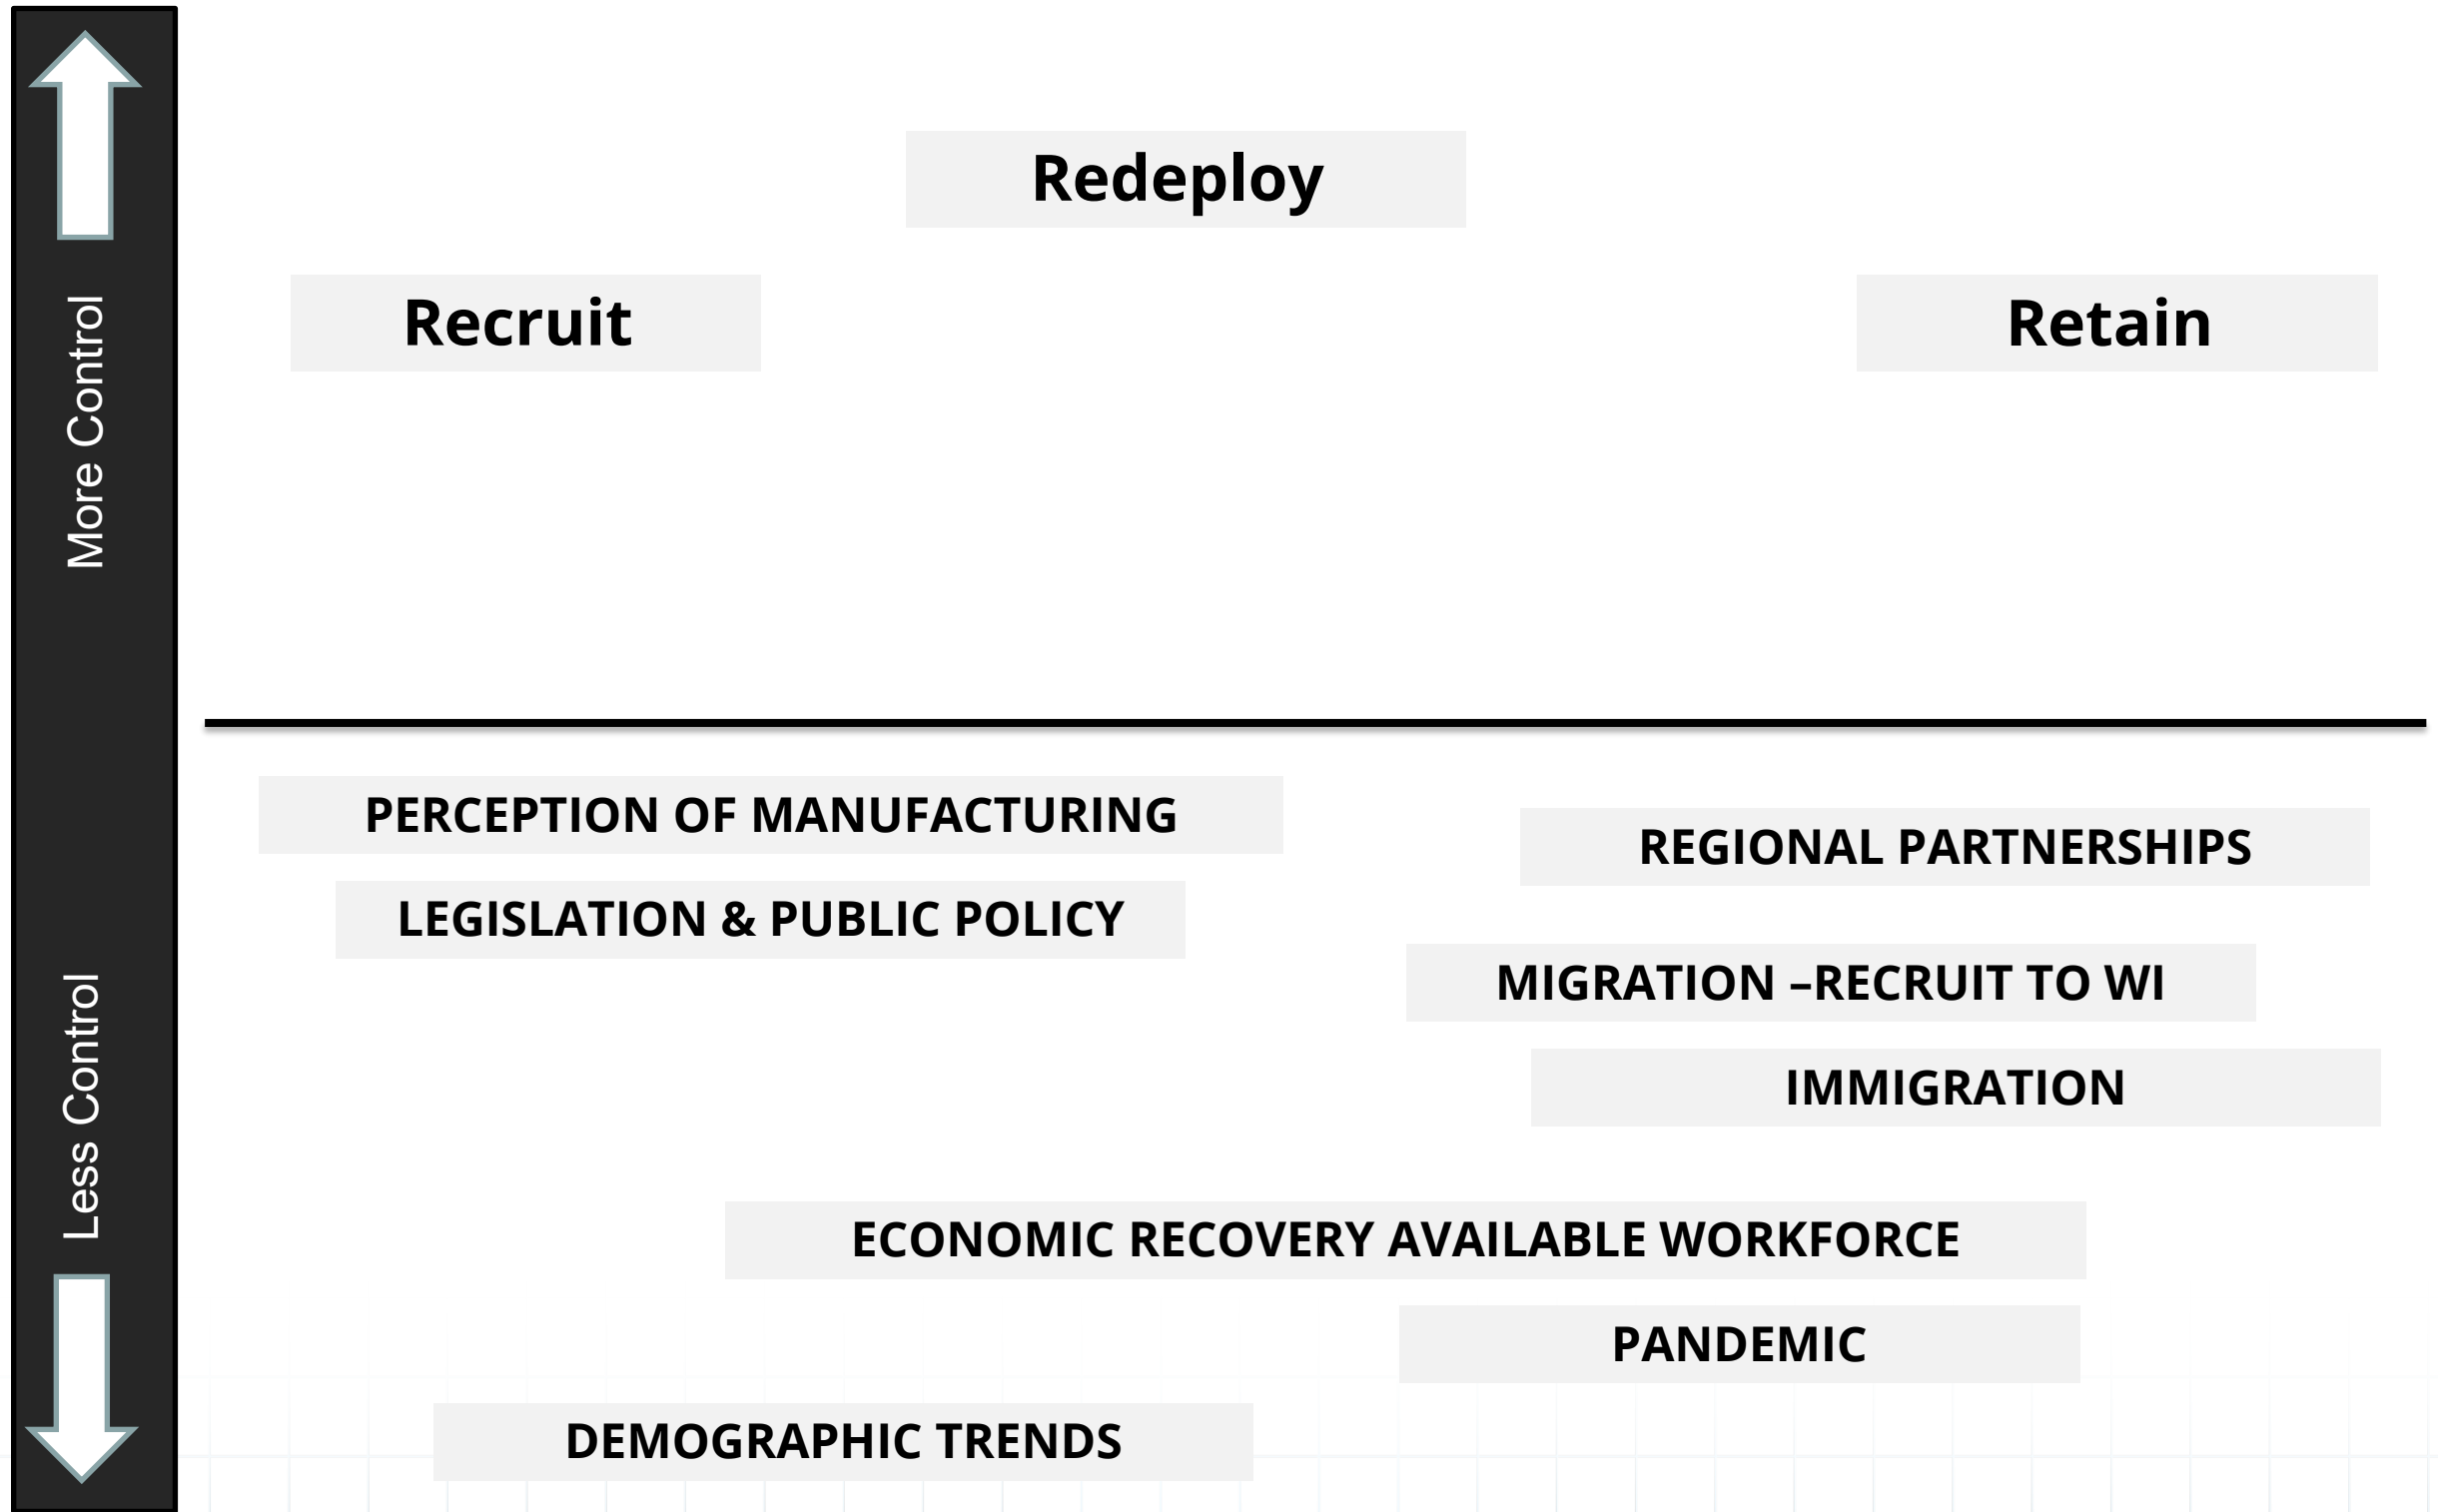 More Control
Less Control
Redeploy
Recruit
Retain
PERCEPTION OF MANUFACTURING
REGIONAL PARTNERSHIPS
LEGISLATION & PUBLIC POLICY
MIGRATION –RECRUIT TO WI
IMMIGRATION
ECONOMIC RECOVERY AVAILABLE WORKFORCE
PANDEMIC
DEMOGRAPHIC TRENDS